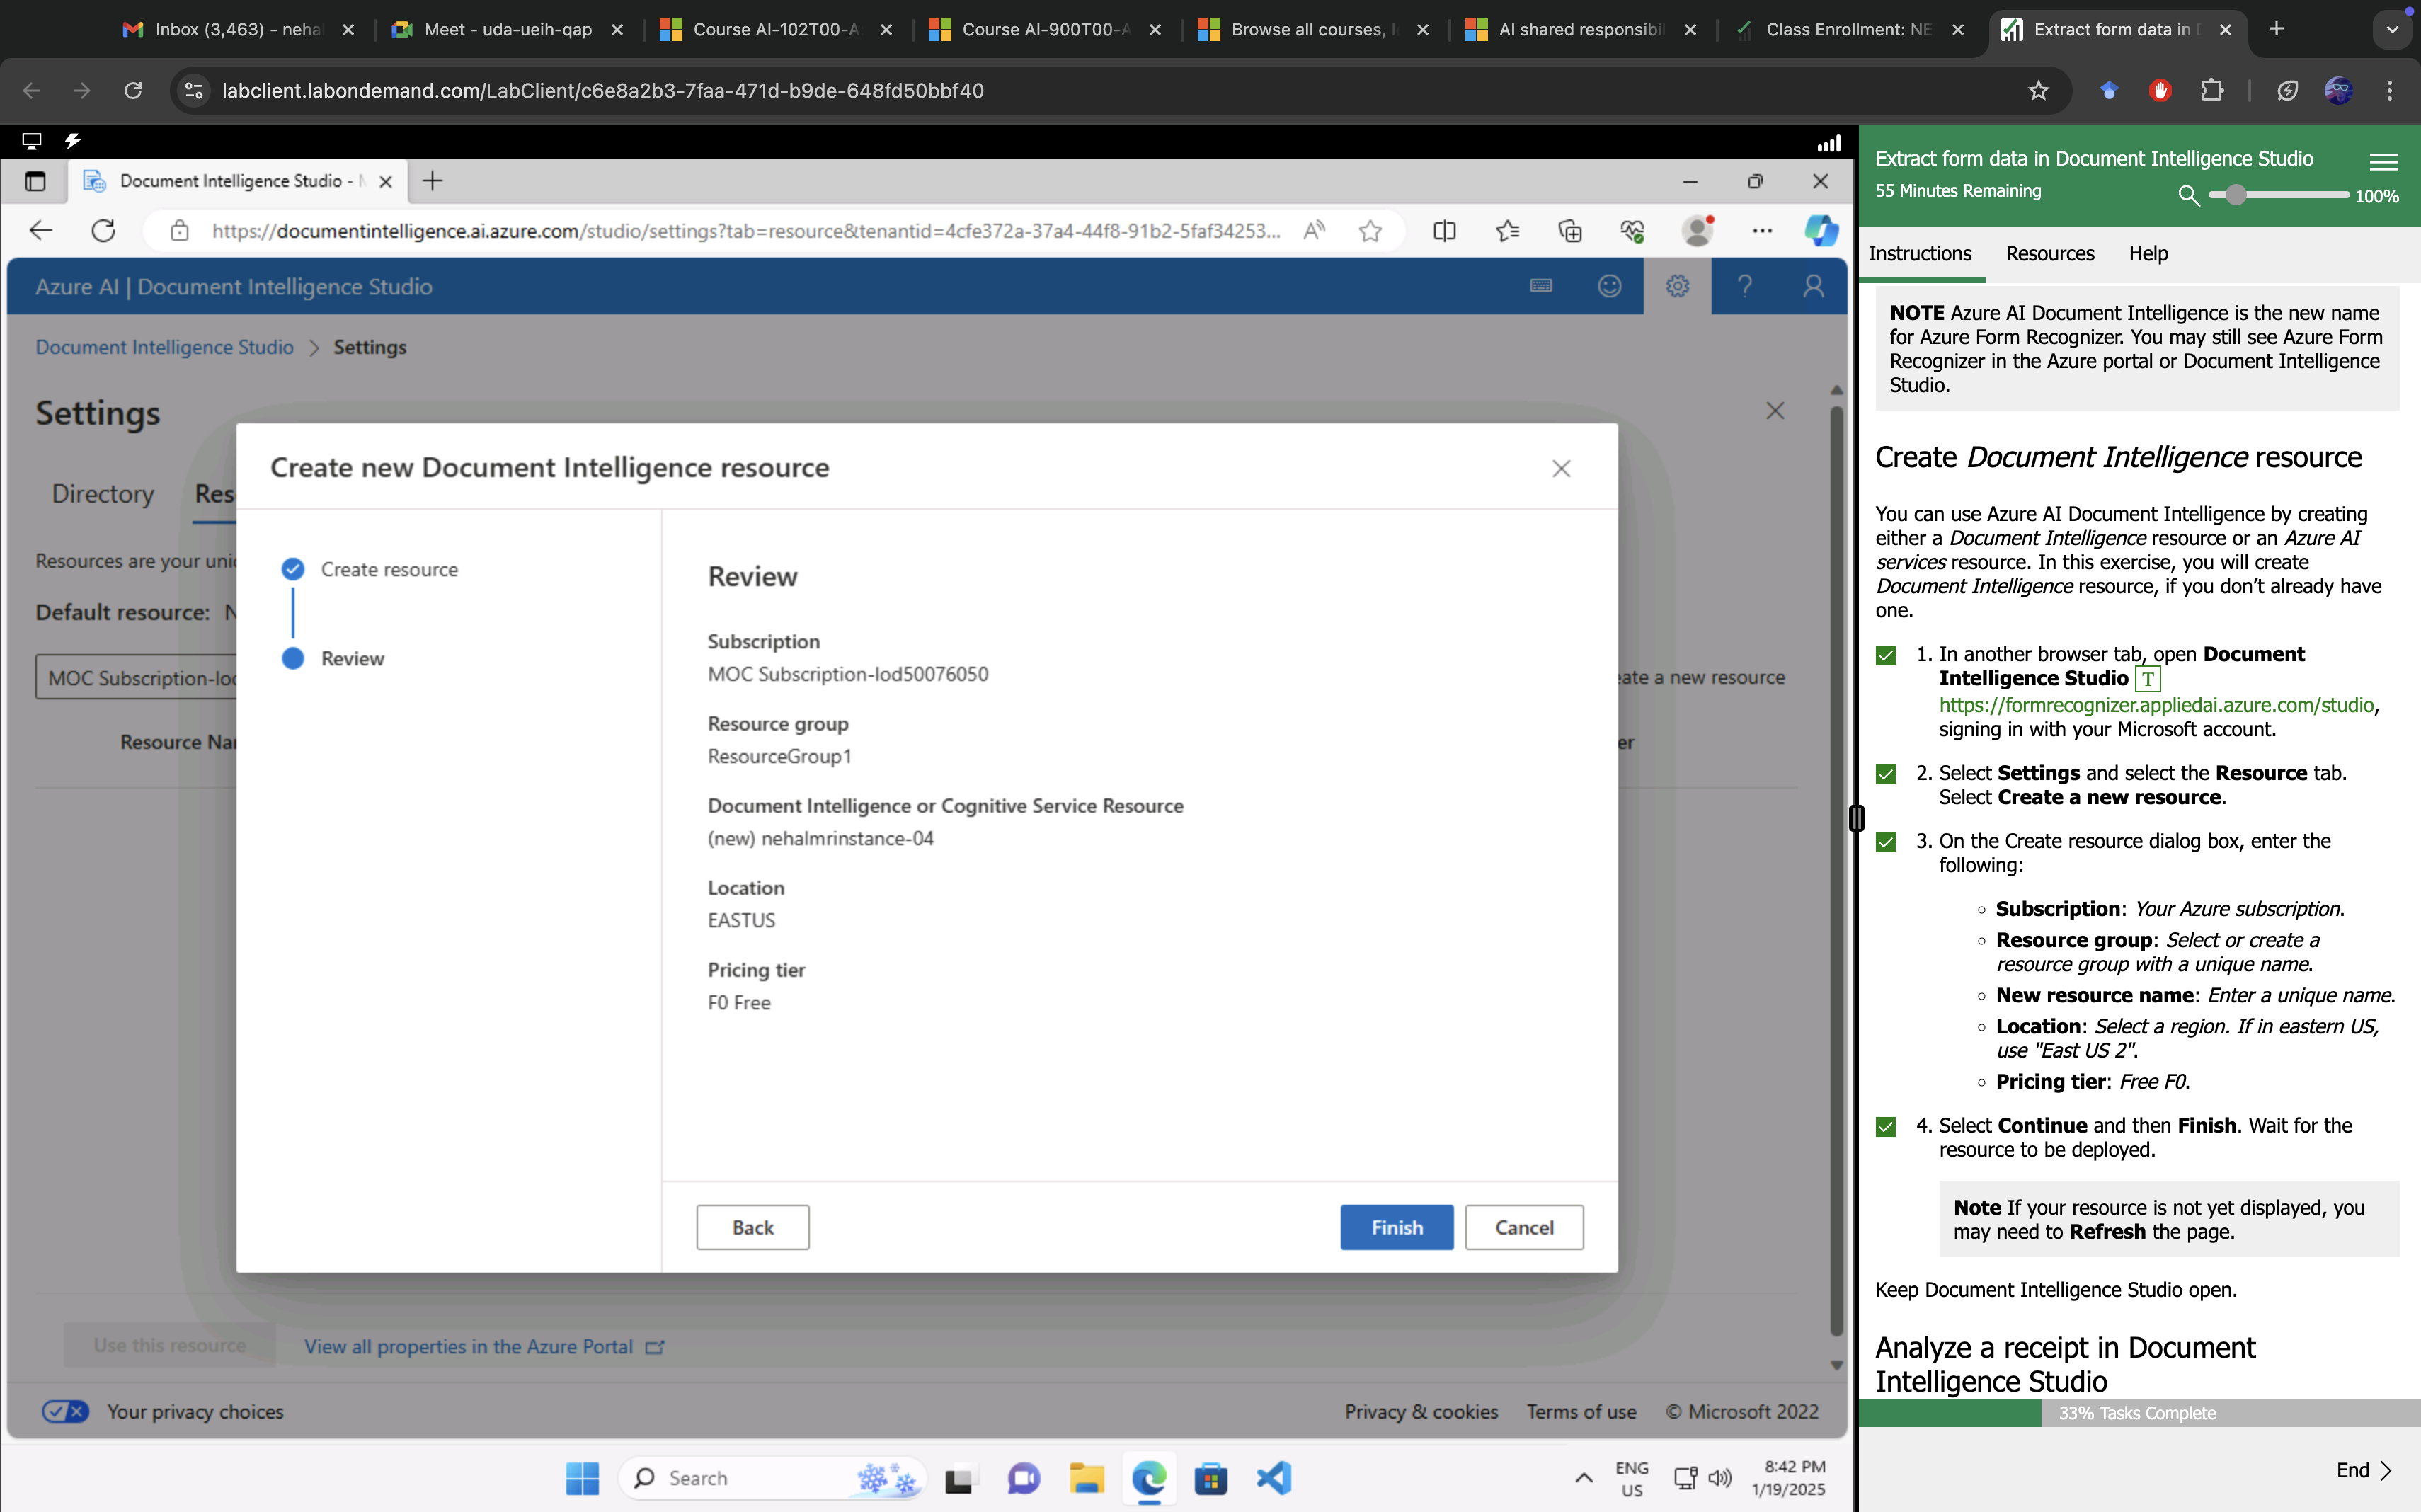 Inbox (3,463) - neha
Meet - uda-ueih-qap
Course AI-102T00-A
Course AI-900T00-A
Browse all courses, l
AI shared responsibil
Class Enrollment: NE
Extract form data in D
labclient.labondemand.com/LabClient/c6e8a2b3-7faa-471d-b9de-648fd50bbf40
Document Intelligence Studio - M
https://documentintelligence.ai.azure.com/studio/settings?tab=resource&tenantid=4cfe372a-37a4-44f8-91b2-5faf34253...
Azure AI | Document Intelligence Studio
Document Intelligence Studio > Settings
Settings
Directory
Res
Resources are your uni
Default resource: N
MOC Subscription-lod
eate a new resource
Resource Nar
er
Create new Document Intelligence resource
Create resource
Review
Review
Subscription
MOC Subscription-lod50076050
Resource group
ResourceGroup1
Document Intelligence or Cognitive Service Resource
(new) nehalmrinstance-04
Location
EASTUS
Pricing tier
F0 Free
Back
Finish
Cancel
Use this resource
View all properties in the Azure Portal
Your privacy choices
Privacy & cookies
Terms of use
© Microsoft 2022
Search
ENG
US
8:42 PM
1/19/2025
Extract form data in Document Intelligence Studio
55 Minutes Remaining
100%
Instructions
Resources
Help
NOTE Azure AI Document Intelligence is the new name
for Azure Form Recognizer. You may still see Azure Form
Recognizer in the Azure portal or Document Intelligence
Studio.
Create Document Intelligence resource
You can use Azure AI Document Intelligence by creating
either a Document Intelligence resource or an Azure AI
services resource. In this exercise, you will create
Document Intelligence resource, if you don't already have
one.
1. In another browser tab, open Document
Intelligence Studio T
https://formrecognizer.appliedai.azure.com/studio,
signing in with your Microsoft account.
2. Select Settings and select the Resource tab.
Select Create a new resource.
3. On the Create resource dialog box, enter the
following:
Subscription: Your Azure subscription.
Resource group: Select or create a
resource group with a unique name.
New resource name: Enter a unique name.
Location: Select a region. If in eastern US,
use "East US 2".
Pricing tier: Free F0.
4. Select Continue and then Finish. Wait for the
resource to be deployed.
Note If your resource is not yet displayed, you
may need to Refresh the page.
Keep Document Intelligence Studio open.
Analyze a receipt in Document
Intelligence Studio
33% Tasks Complete
End